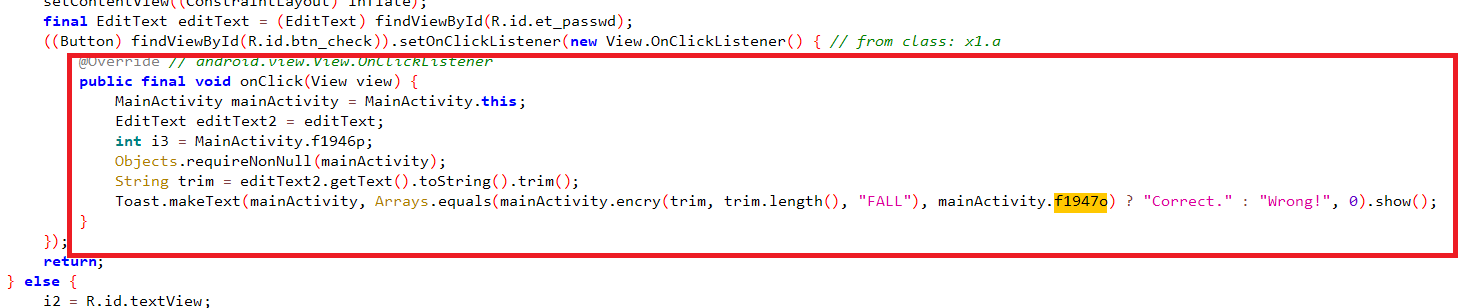 setContentView((ConstraintLayout) inflate);
final EditText editText = (EditText) findViewById(R.id.et_passwd);
((Button) findViewById(R.id.btn_check)).setOnClickListener(new View.OnClickListener() { // from class: x1.a
@Override // android.view.View.OnClickListener
public final void onClick(View view) {
MainActivity mainActivity = MainActivity.this;
EditText editText2 = editText;
int i3 = MainActivity.f1946p;
Objects.requireNonNull(mainActivity);
String trim = editText2.getText().toString().trim();
Toast.makeText(mainActivity, Arrays.equals(mainActivity.encry(trim, trim.length(), "FALL"), mainActivity.f1947o) ? "Correct." : "Wrong!", 0).show();
}
});
return;
} else {
i2 = R.id.textView;